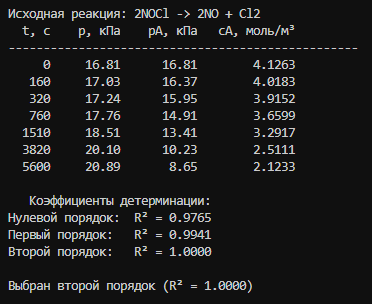 Исходная реакция: 2NOCl -> 2NO + Cl2
t, с p, кПа pA, кПа cA, моль/м³
--------------------------------------------------
0 16.81 16.81 4.1263
160 17.03 16.37 4.0183
320 17.24 15.95 3.9152
760 17.76 14.91 3.6599
1510 18.51 13.41 3.2917
3820 20.10 10.23 2.5111
5600 20.89 8.65 2.1233
Коэффициенты детерминации:
Нулевой порядок: R² = 0.9765
Первый порядок: R² = 0.9941
Второй порядок: R² = 1.0000
Выбран второй порядок (R² = 1.0000)